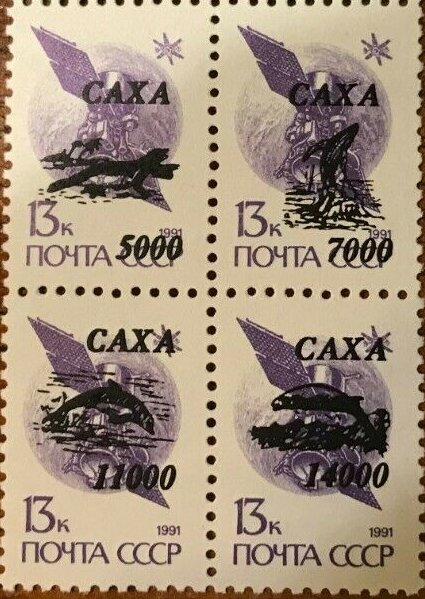 САХА
13к 1991
ПОЧТА СССР 5000
САХА
13к 1991
ПОЧТА СССР 7000
САХА
11000
13к 1991
ПОЧТА СССР
САХА
14000
13к 1991
ПОЧТА СССР